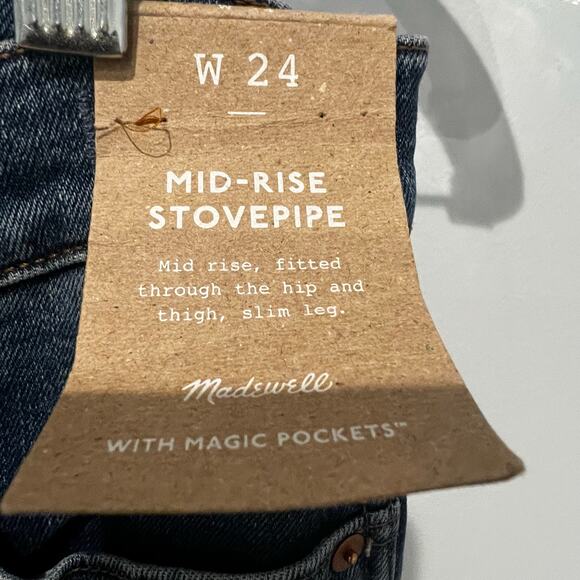 W 24
MID-RISE
STOVEPIPE
Mid rise, fitted
through the hip and
thigh, slim leg.
Madewell
WITH MAGIC POCKETS™